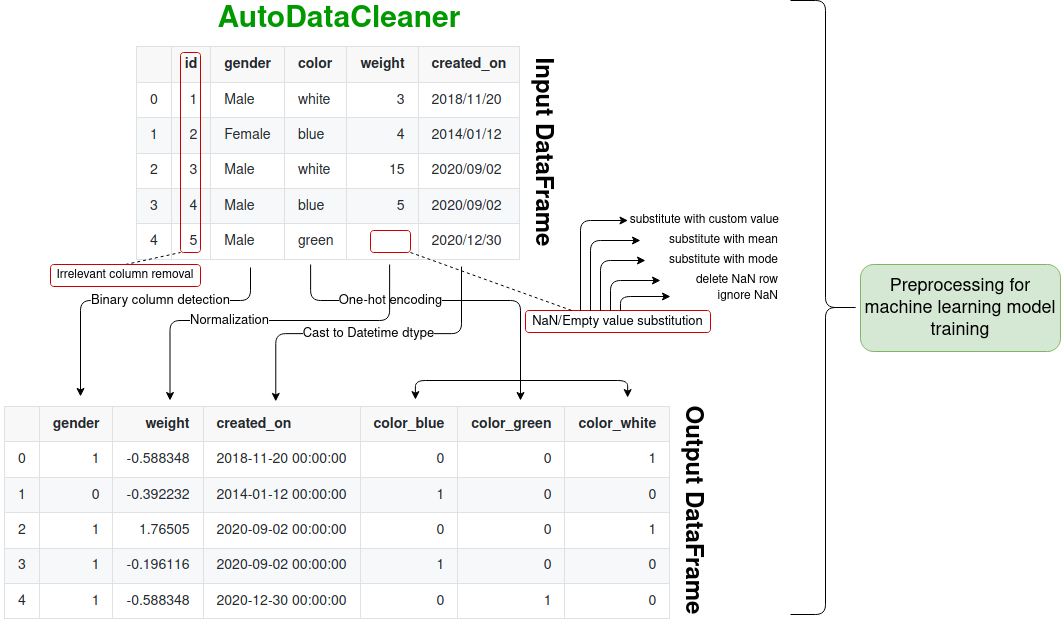 AutoDataCleaner
id gender color weight created_on
0 1 Male white 3 2018/11/20
1 2 Female blue 4 2014/01/12
2 3 Male white 15 2020/09/02
3 4 Male blue 5 2020/09/02
4 5 Male green 2020/12/30
Input DataFrame
substitute with custom value
substitute with mean
substitute with mode
delete NaN row
ignore NaN
Irrelevant column removal
Binary column detection
One-hot encoding
Normalization
NaN/Empty value substitution
Cast to Datetime dtype
Preprocessing for
machine learning model
training
gender weight created_on color_blue color_green color_white
0 1 -0.588348 2018-11-20 00:00:00 0 0 1
1 0 -0.392232 2014-01-12 00:00:00 1 0 0
2 1 1.76505 2020-09-02 00:00:00 0 0 1
3 1 -0.196116 2020-09-02 00:00:00 1 0 0
4 1 -0.588348 2020-12-30 00:00:00 0 1 0
Output DataFrame